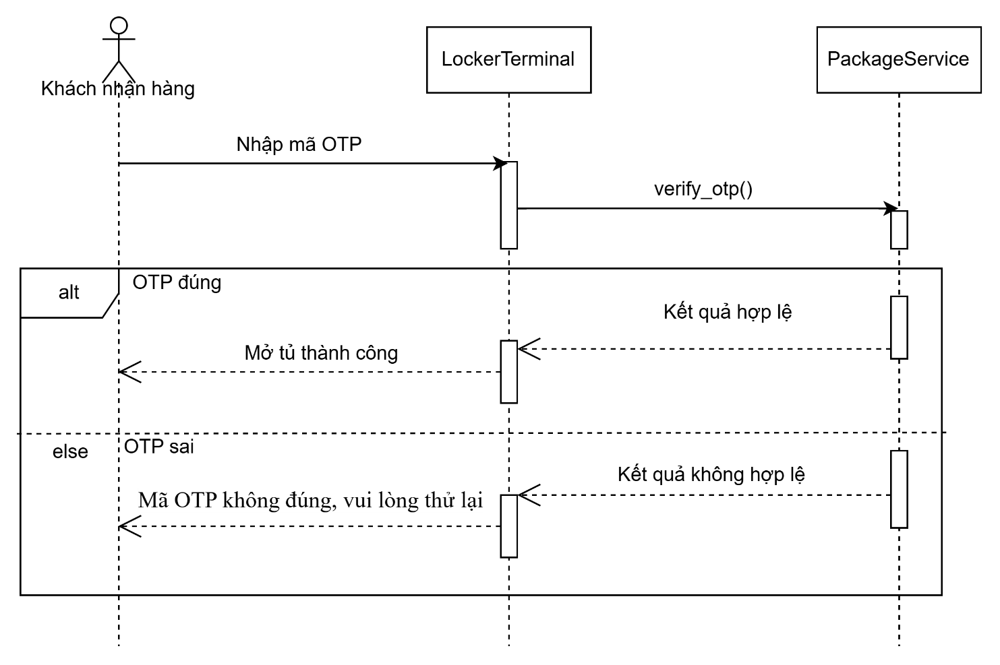 Khách nhận hàng
LockerTerminal
PackageService
Nhập mã OTP
verify_otp()
alt
OTP đúng
Kết quả hợp lệ
Mở tủ thành công
else
OTP sai
Kết quả không hợp lệ
Mã OTP không đúng, vui lòng thử lại